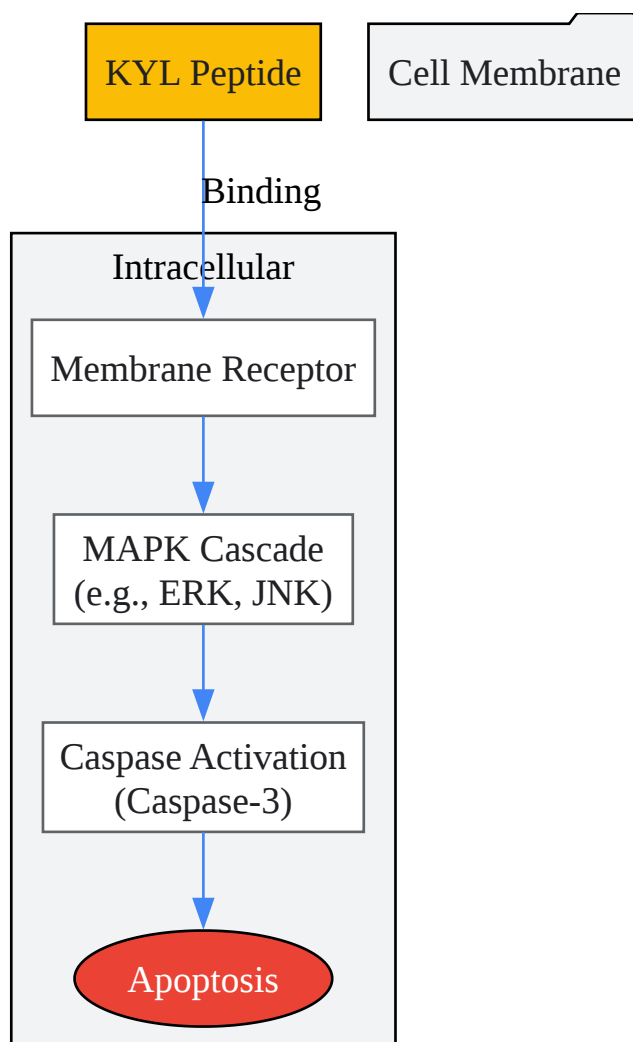 KYL Peptide
Cell Membrane
Binding
Intracellular
Membrane Receptor
MAPK Cascade
(e.g., ERK, JNK)
Caspase Activation
(Caspase-3)
Apoptosis